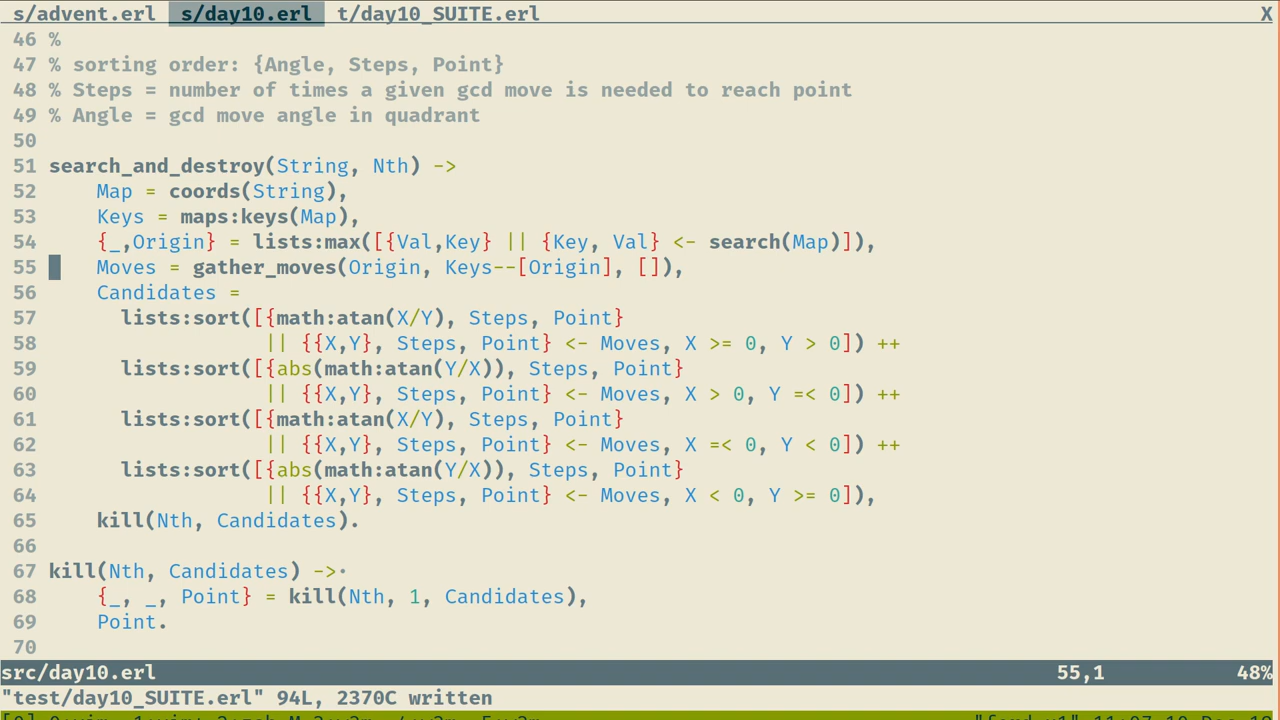 s/advent.erl s/day10.erl t/day10_SUITE.erl X
46 %
47 % sorting order: {Angle, Steps, Point}
48 % Steps = number of times a given gcd move is needed to reach point
49 % Angle = gcd move angle in quadrant
50
51 search_and_destroy(String, Nth) ->
52     Map = coords(String),
53     Keys = maps:keys(Map),
54     {_,Origin} = lists:max([{Val,Key} || {Key, Val} <- search(Map)]),
55     Moves = gather_moves(Origin, Keys--[Origin], []),
56     Candidates =
57       lists:sort([{math:atan(X/Y), Steps, Point}
58                   || {{X,Y}, Steps, Point} <- Moves, X >= 0, Y > 0]) ++
59       lists:sort([{abs(math:atan(Y/X)), Steps, Point}
60                   || {{X,Y}, Steps, Point} <- Moves, X > 0, Y =< 0]) ++
61       lists:sort([{math:atan(X/Y), Steps, Point}
62                   || {{X,Y}, Steps, Point} <- Moves, X =< 0, Y < 0]) ++
63       lists:sort([{abs(math:atan(Y/X)), Steps, Point}
64                   || {{X,Y}, Steps, Point} <- Moves, X < 0, Y >= 0]),
65     kill(Nth, Candidates).
66
67 kill(Nth, Candidates) ->·
68     {_, _, Point} = kill(Nth, 1, Candidates),
69     Point.
70
src/day10.erl 55,1 48%
"test/day10_SUITE.erl" 94L, 2370C written